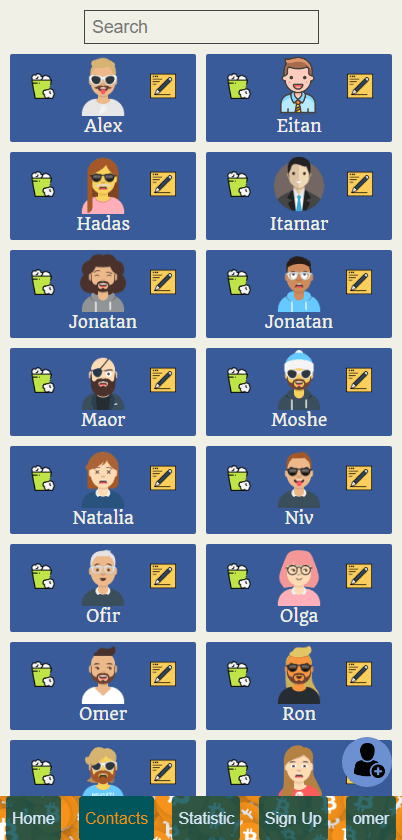 Search
Alex
Eitan
Hadas
Itamar
Jonatan
Jonatan
Maor
Moshe
Natalia
Niv
Ofir
Olga
Omer
Ron
Home
Contacts
Statistic
Sign Up
omer